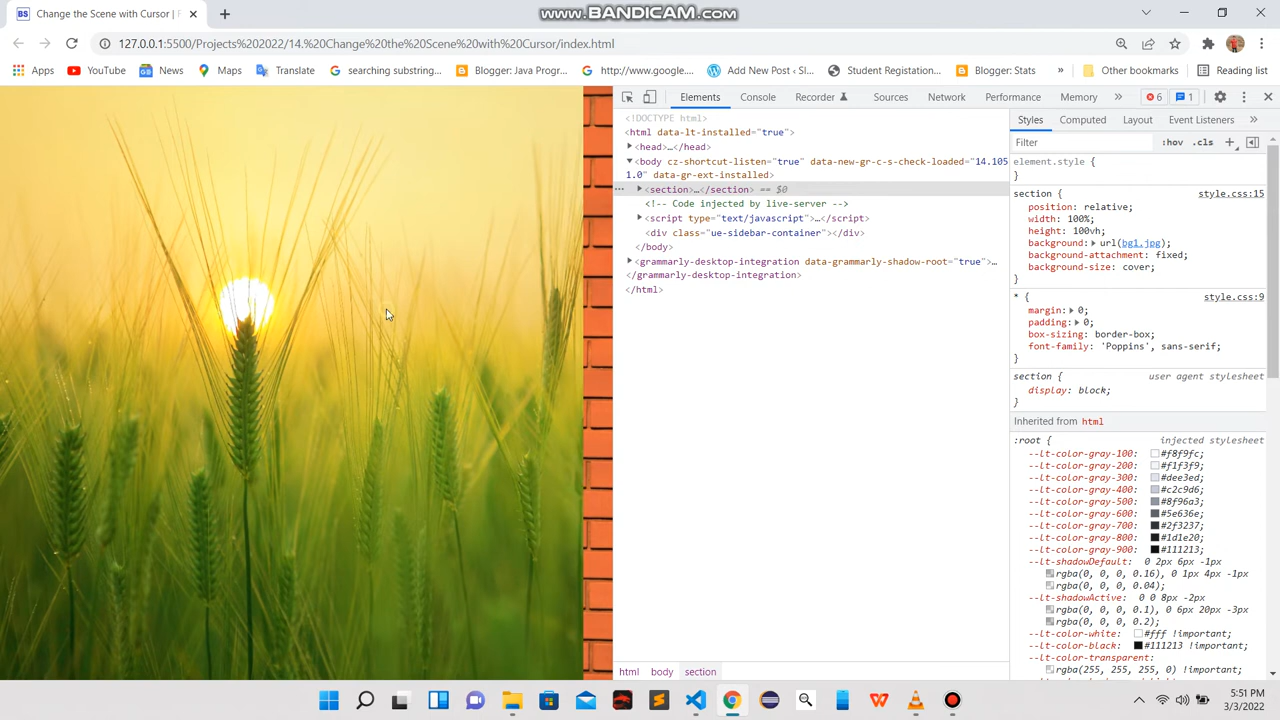 www.BANDICAM.com
BS Change the Scene with Cursor | ×
127.0.0.1:5500/Projects%202022/14.%20Change%20the%20Scene%20with%20Cursor/index.html
Apps YouTube News Maps Translate searching substring... Blogger: Java Progr... http://www.google.... Add New Post ‹ Sl... Student Registration... Blogger: Stats » Other bookmarks Reading list
Elements Console Recorder Sources Network Performance Memory » 6 1
<!DOCTYPE html>
<html data-lt-installed="true">
<head>…</head>
<body cz-shortcut-listen="true" data-new-gr-c-s-check-loaded="14.105
1.0" data-gr-ext-installed>
<section>…</section> == $0
<!-- Code injected by live-server -->
<script type="text/javascript">…</script>
<div class="ue-sidebar-container"></div>
</body>
<grammarly-desktop-integration data-grammarly-shadow-root="true">…
</grammarly-desktop-integration>
</html>
html body section
Styles Computed Layout Event Listeners »
Filter :hov .cls +
element.style {
}
section { style.css:15
position: relative;
width: 100%;
height: 100vh;
background: url(bg1.jpg);
background-attachment: fixed;
background-size: cover;
}
* { style.css:9
margin: 0;
padding: 0;
box-sizing: border-box;
font-family: 'Poppins', sans-serif;
}
section { user agent stylesheet
display: block;
}
Inherited from html
:root { injected stylesheet
--lt-color-gray-100: #f8f9fc;
--lt-color-gray-200: #f1f3f9;
--lt-color-gray-300: #dee3ed;
--lt-color-gray-400: #c2c9d6;
--lt-color-gray-500: #8f96a3;
--lt-color-gray-600: #5e636e;
--lt-color-gray-700: #2f3237;
--lt-color-gray-800: #1d1e20;
--lt-color-gray-900: #111213;
--lt-shadowDefault: 0 2px 6px -1px
rgba(0, 0, 0, 0.16), 0 1px 4px -1px
rgba(0, 0, 0, 0.04);
--lt-shadowActive: 0 0 8px -2px
rgba(0, 0, 0, 0.1), 0 6px 20px -3px
rgba(0, 0, 0, 0.2);
--lt-color-white: #fff !important;
--lt-color-black: #111213 !important;
--lt-color-transparent:
rgba(255, 255, 255, 0) !important;
5:51 PM
3/3/2022